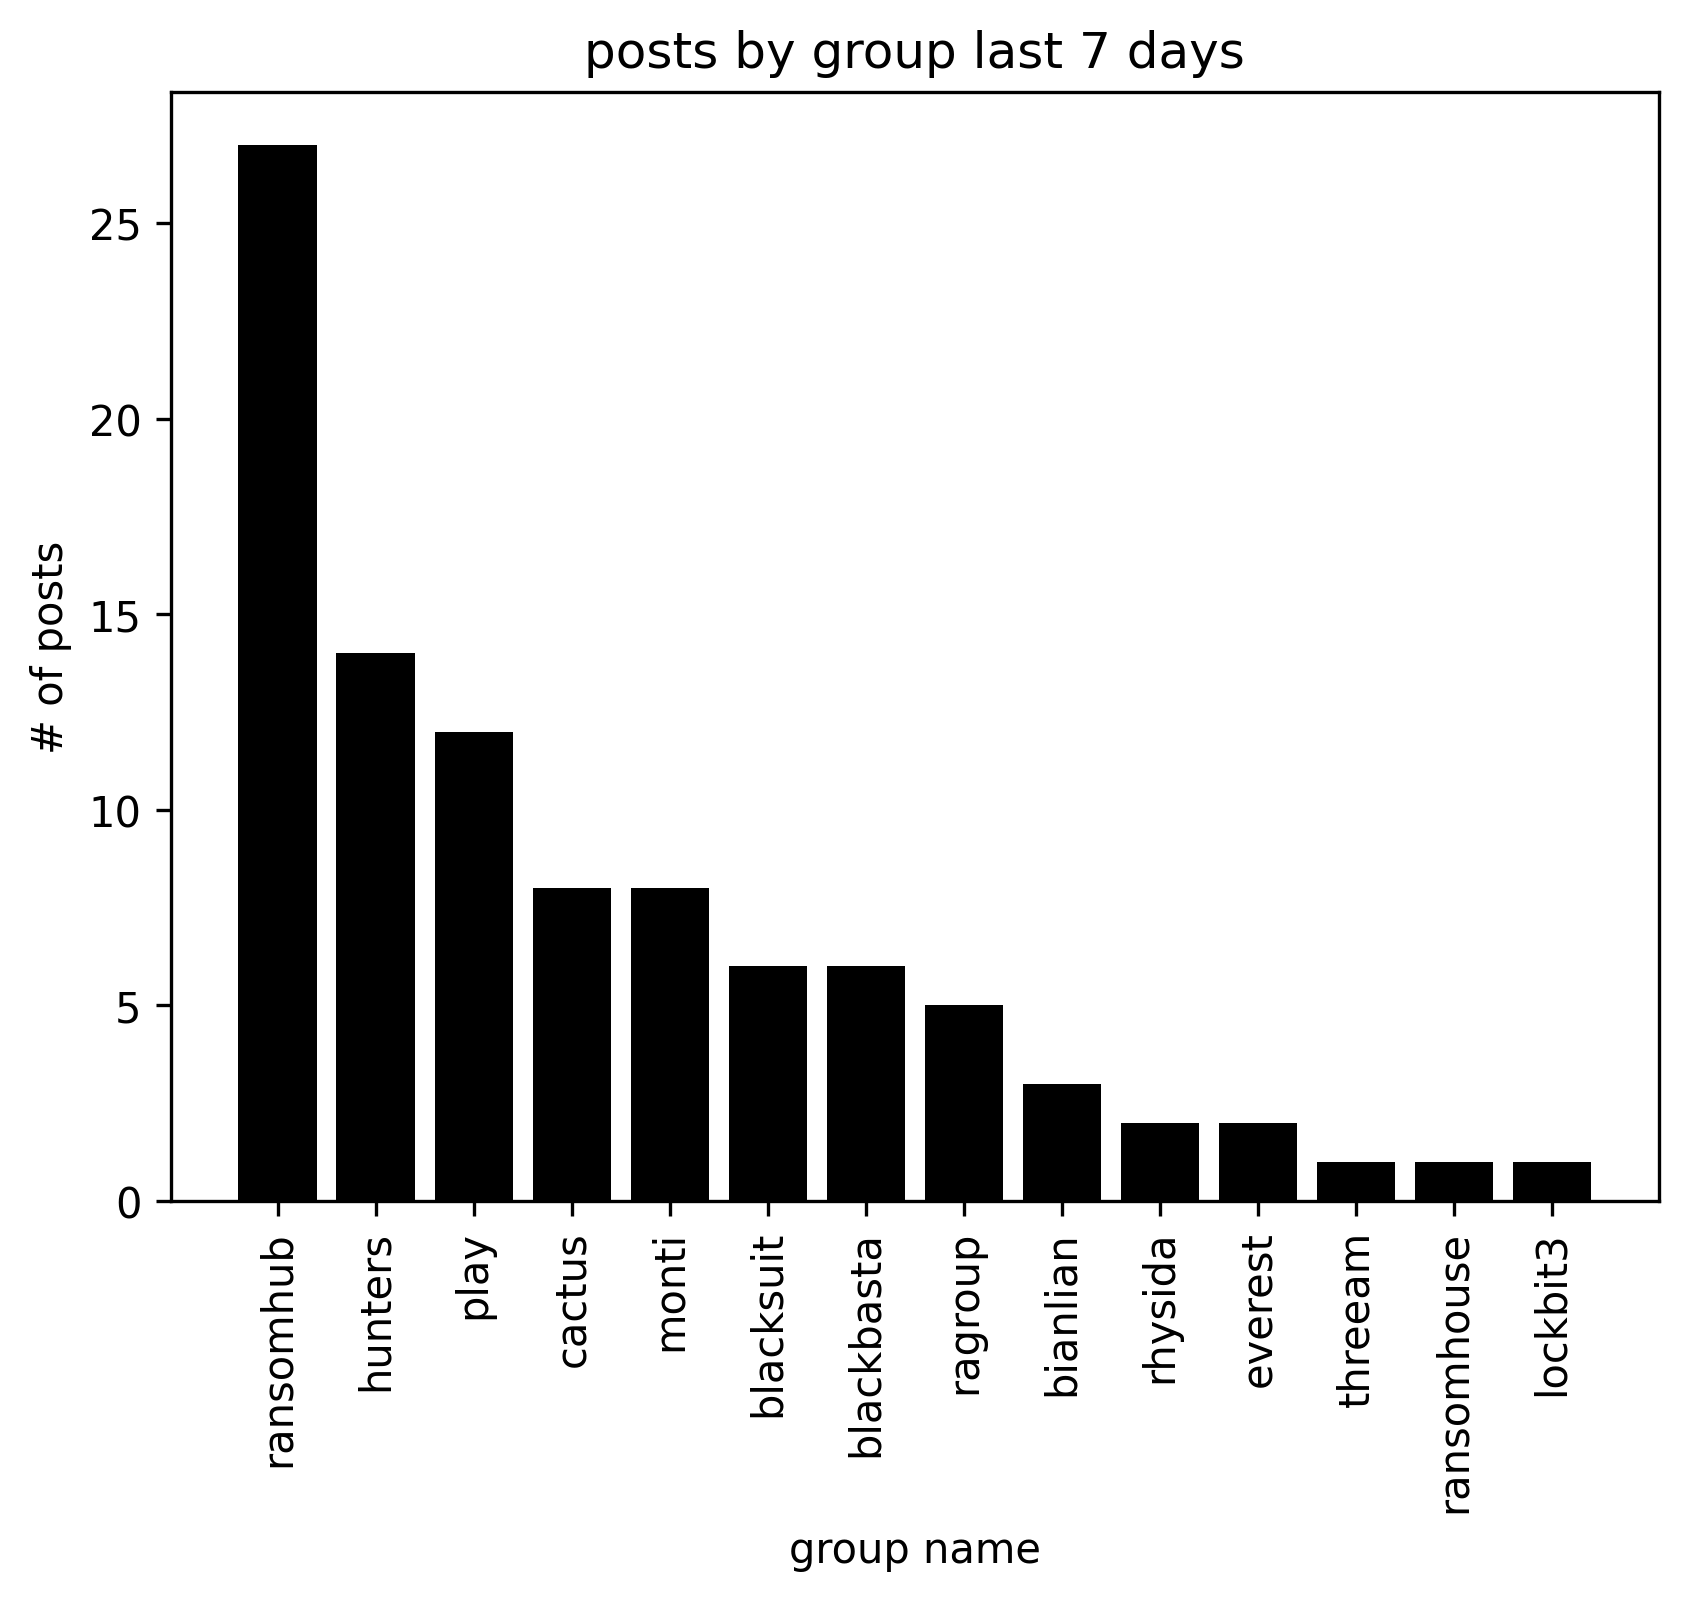 posts by group last 7 days
# of posts
25
20
15
10
5
0
ransomhub
hunters
play
cactus
monti
blacksuit
blackbasta
ragroup
bianlian
rhysida
everest
threeam
ransomhouse
lockbit3
group name